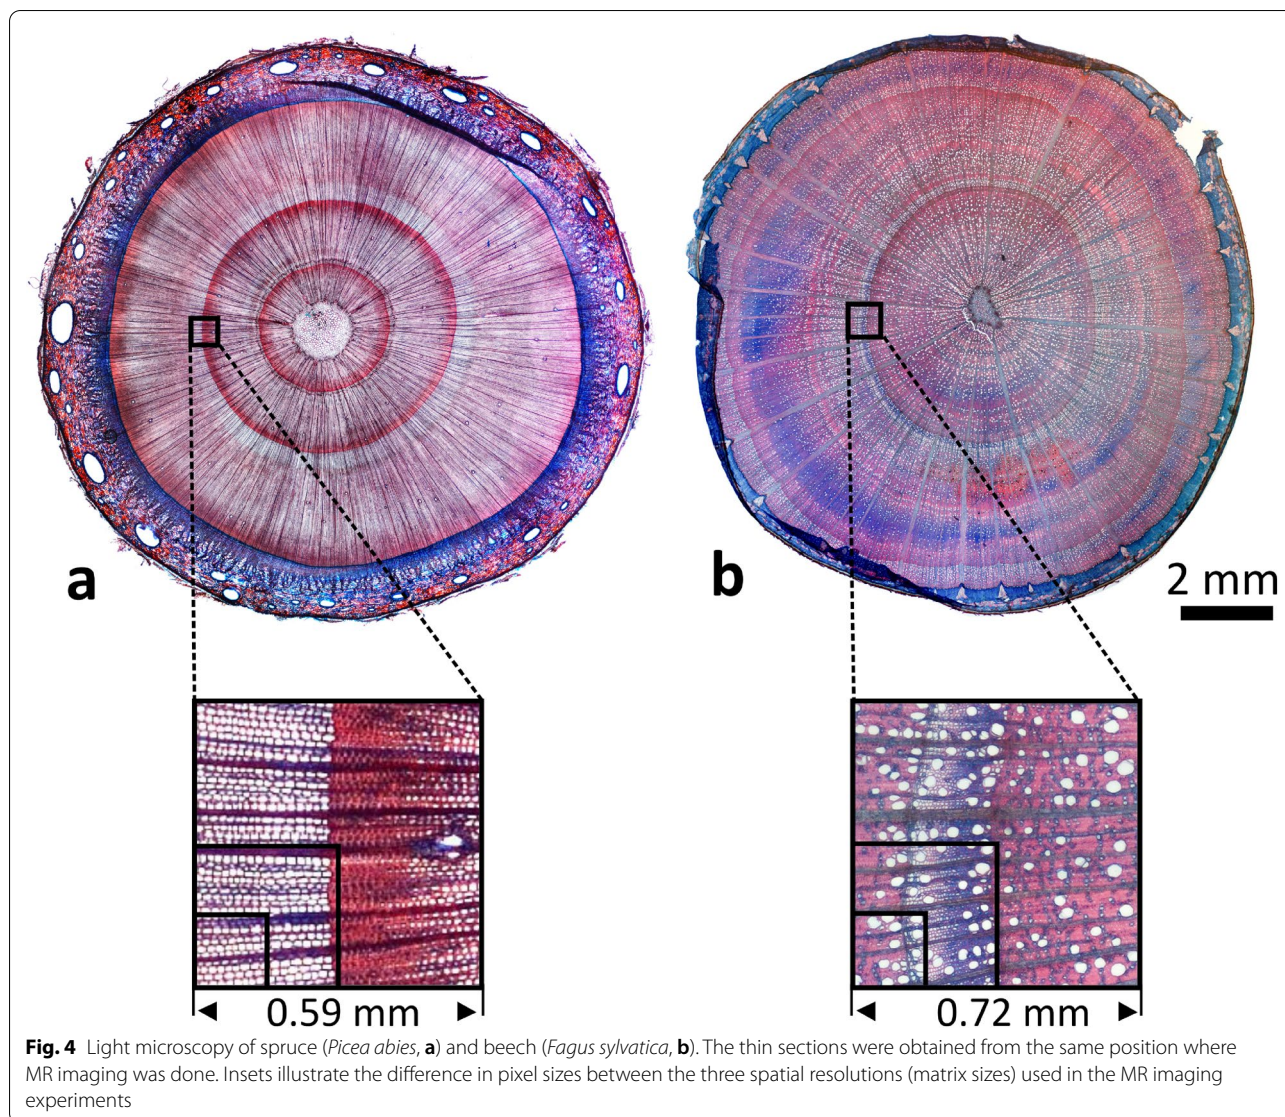 a
b
2 mm
0.59 mm
0.72 mm
Fig. 4 Light microscopy of spruce (Picea abies, a) and beech (Fagus sylvatica, b). The thin sections were obtained from the same position where
MR imaging was done. Insets illustrate the difference in pixel sizes between the three spatial resolutions (matrix sizes) used in the MR imaging
experiments